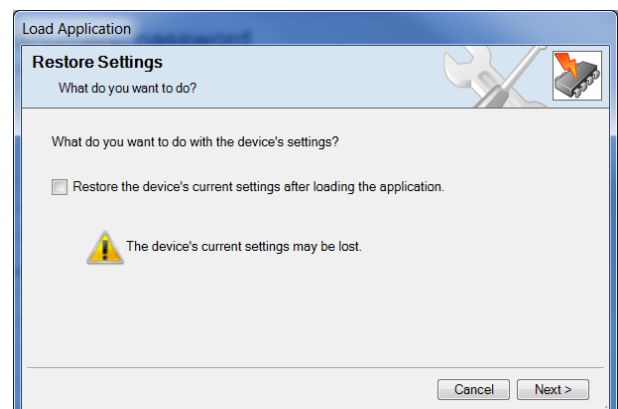 Load Application
password
Restore Settings
What do you want to do?
What do you want to do with the device's settings?
Restore the device's current settings after loading the application.
The device's current settings may be lost.
Cancel
Next >